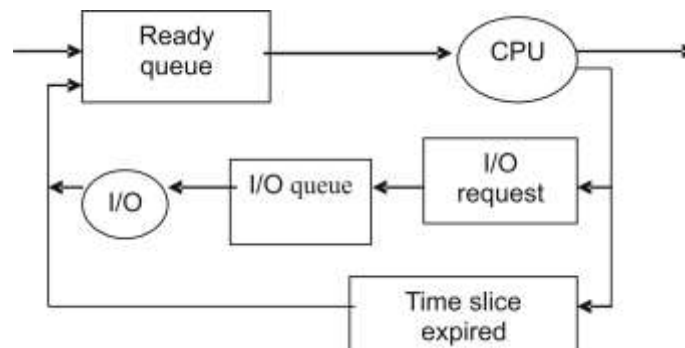 Ready
queue
CPU
I/O
I/O queue
I/O
request
Time slice
expired